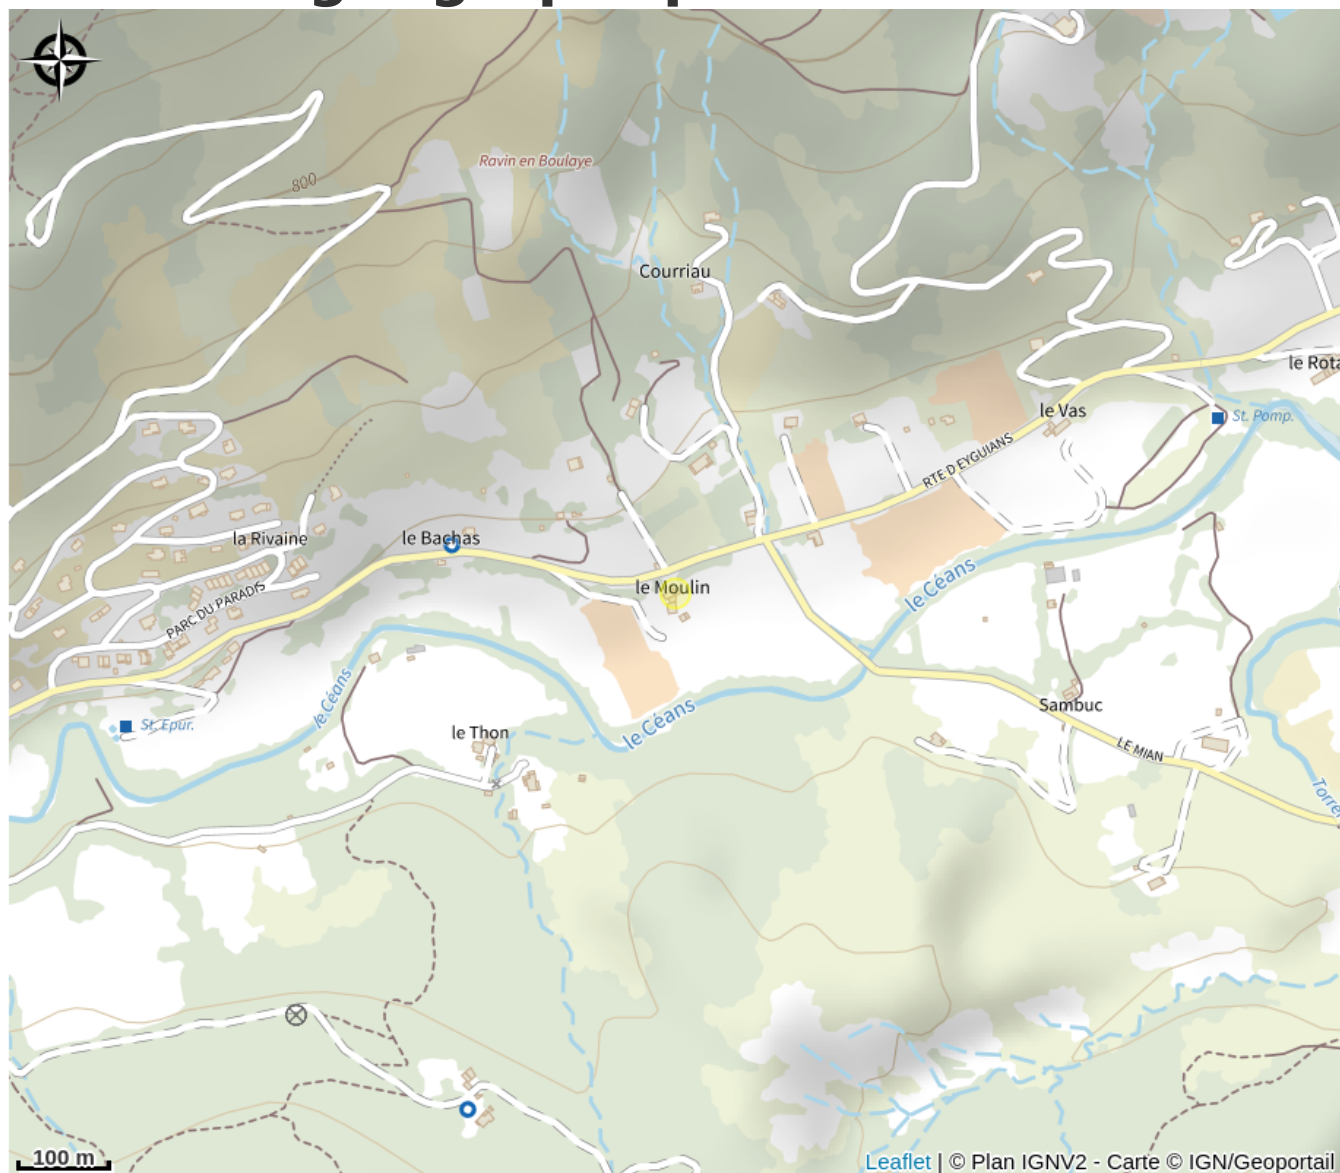 Ravin en Boulaye
800
Courriau
le Rota
le Vas
St. Pomp.
RTE D EYGUIANS
la Rivaine
le Bachas
le Moulin
le Céans
PARC DU PARADIS
le Céans
St. Epur.
le Céans
le Thon
Sambuc
LE MIAN
Torre
100 m
Leaflet | © Plan IGNV2 - Carte © IGN/Geoportail